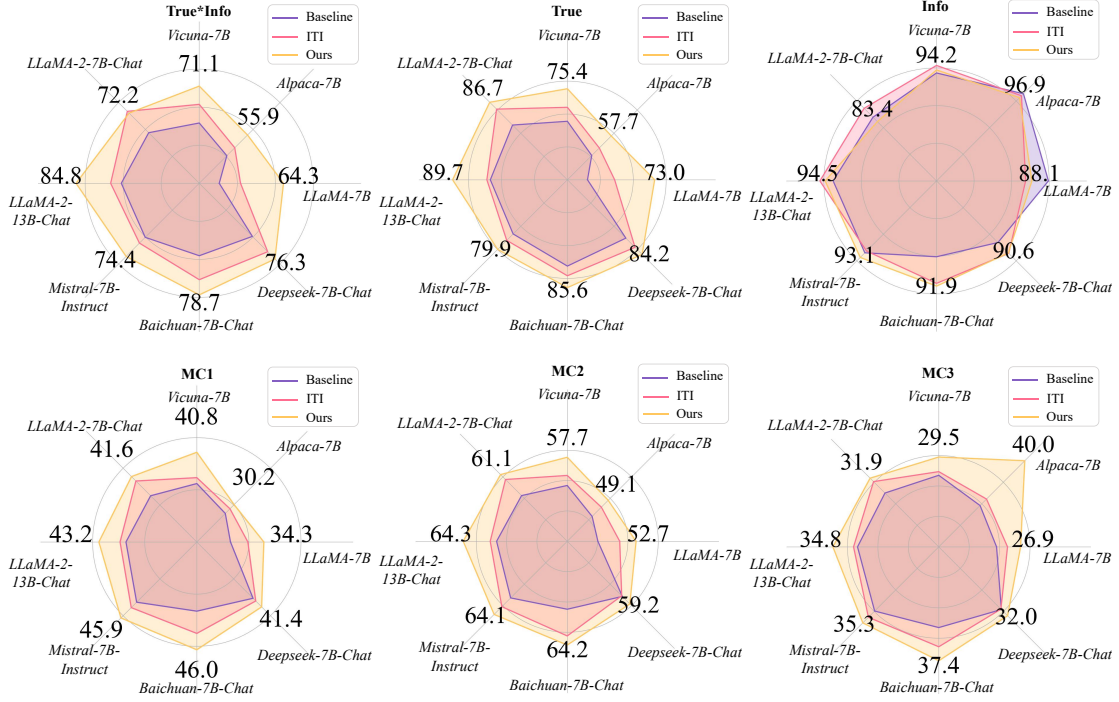 True*Info
Baseline
ITI
Ours
Vicuna-7B
71.1
LLaMA-2-7B-Chat
72.2
Alpaca-7B
55.9
84.8
LLaMA-2-
13B-Chat
64.3
LLaMA-7B
74.4
Mistral-7B-
Instruct
76.3
Deepseek-7B-Chat
78.7
Baichuan-7B-Chat
True
Baseline
ITI
Ours
Vicuna-7B
75.4
LLaMA-2-7B-Chat
86.7
Alpaca-7B
57.7
89.7
LLaMA-2-
13B-Chat
73.0
LLaMA-7B
79.9
Mistral-7B-
Instruct
84.2
Deepseek-7B-Chat
85.6
Baichuan-7B-Chat
Info
Baseline
ITI
Ours
Vicuna-7B
94.2
LLaMA-2-7B-Chat
83.4
96.9
Alpaca-7B
94.5
LLaMA-2-
13B-Chat
88.1
LLaMA-7B
93.1
Mistral-7B-
Instruct
90.6
Deepseek-7B-Chat
91.9
Baichuan-7B-Chat
MC1
Baseline
ITI
Ours
Vicuna-7B
40.8
LLaMA-2-7B-Chat
41.6
Alpaca-7B
30.2
43.2
LLaMA-2-
13B-Chat
34.3
LLaMA-7B
45.9
Mistral-7B-
Instruct
41.4
Deepseek-7B-Chat
46.0
Baichuan-7B-Chat
MC2
Baseline
ITI
Ours
Vicuna-7B
57.7
LLaMA-2-7B-Chat
61.1
Alpaca-7B
49.1
64.3
LLaMA-2-
13B-Chat
52.7
LLaMA-7B
64.1
Mistral-7B-
Instruct
59.2
Deepseek-7B-Chat
64.2
Baichuan-7B-Chat
MC3
Baseline
ITI
Ours
Vicuna-7B
29.5
LLaMA-2-7B-Chat
31.9
40.0
Alpaca-7B
34.8
LLaMA-2-
13B-Chat
26.9
LLaMA-7B
35.3
Mistral-7B-
Instruct
32.0
Deepseek-7B-Chat
37.4
Baichuan-7B-Chat